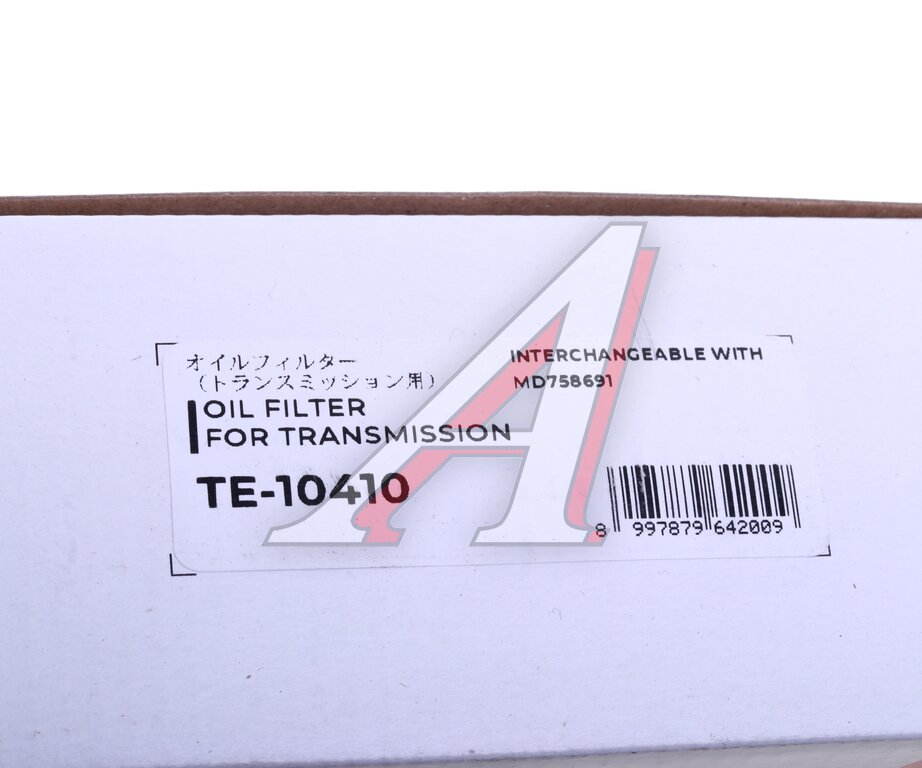 オイルフィルター
（トランスミッション用）
OIL FILTER
FOR TRANSMISSION
TE-10410
INTERCHANGEABLE WITH
MD758691
8 997879 642009
A